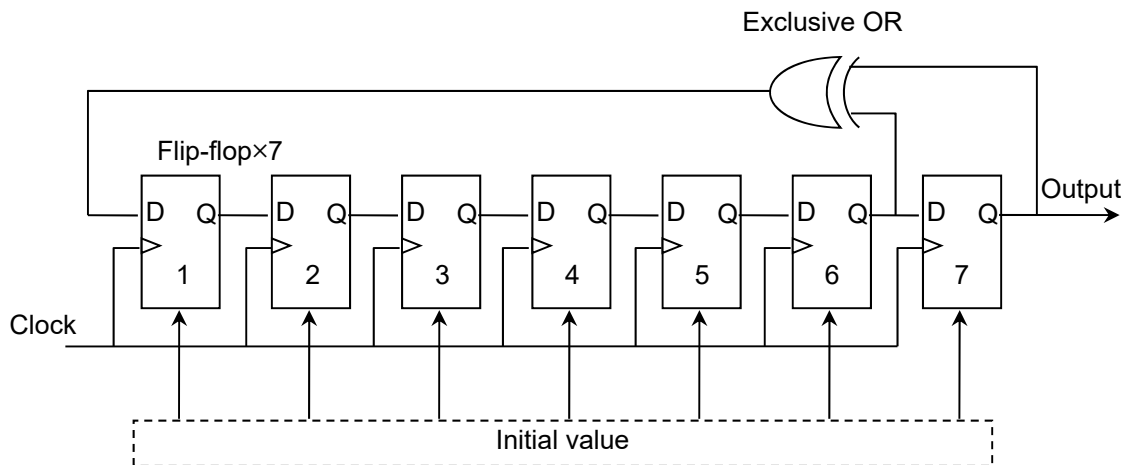 Exclusive OR
Flip-flop×7
Output
D Q D Q D Q D Q D Q D Q D Q
1 2 3 4 5 6 7
Clock
Initial value